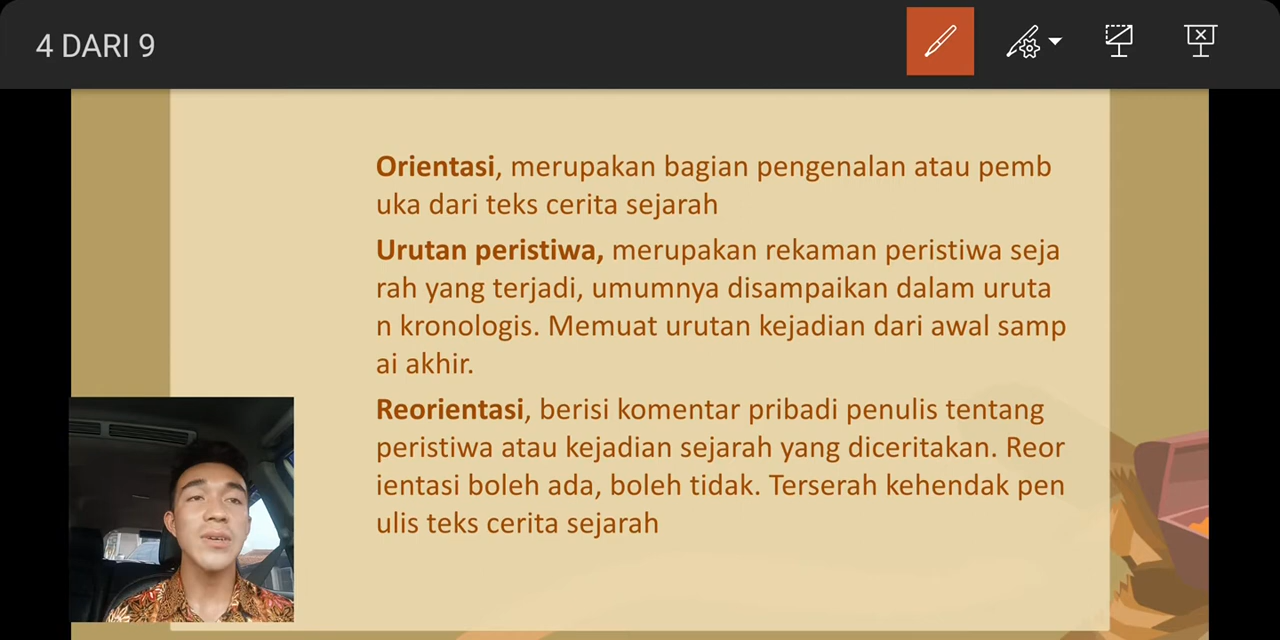 4 DARI 9
Orientasi, merupakan bagian pengenalan atau pemb
uka dari teks cerita sejarah
Urutan peristiwa, merupakan rekaman peristiwa seja
rah yang terjadi, umumnya disampaikan dalam uruta
n kronologis. Memuat urutan kejadian dari awal samp
ai akhir.
Reorientasi, berisi komentar pribadi penulis tentang
peristiwa atau kejadian sejarah yang diceritakan. Reor
ientasi boleh ada, boleh tidak. Terserah kehendak pen
ulis teks cerita sejarah